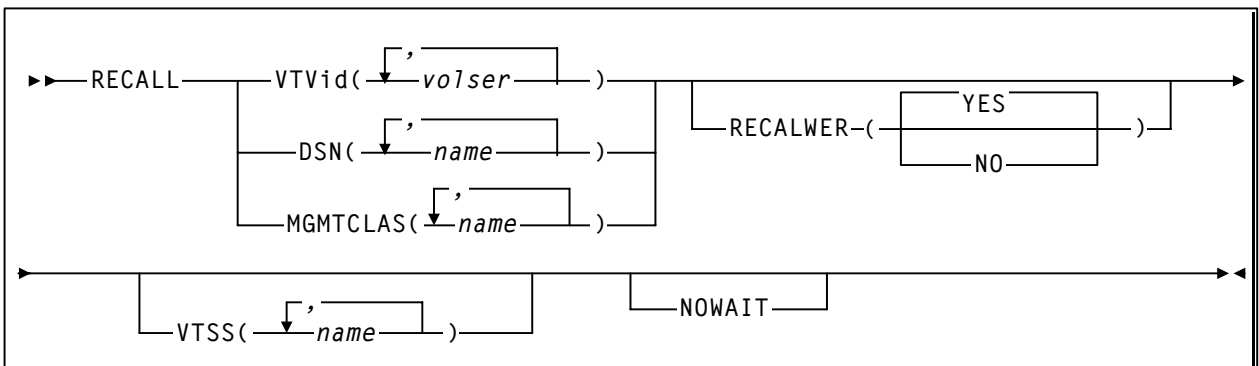 ,
RECALL VTVid( volser )
YES
RECALWER ( )
,
DSN( name )
NO
,
MGMTCLAS( name )
NOWAIT
,
VTSS( name )